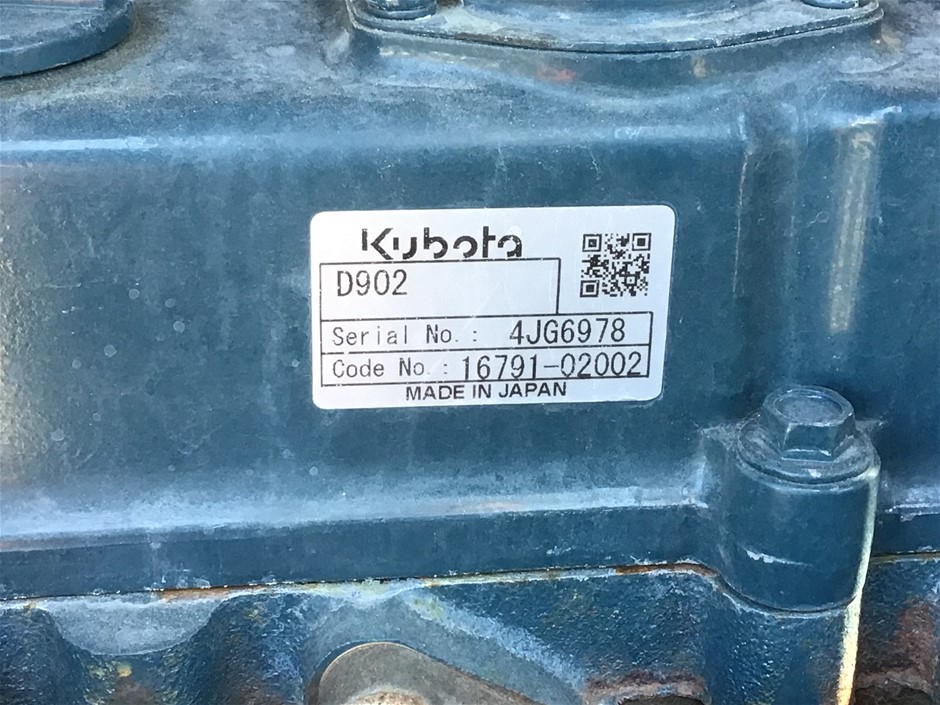 Kubota
D902
Serial No.: 4JG6978
Code No.: 16791-02002
MADE IN JAPAN